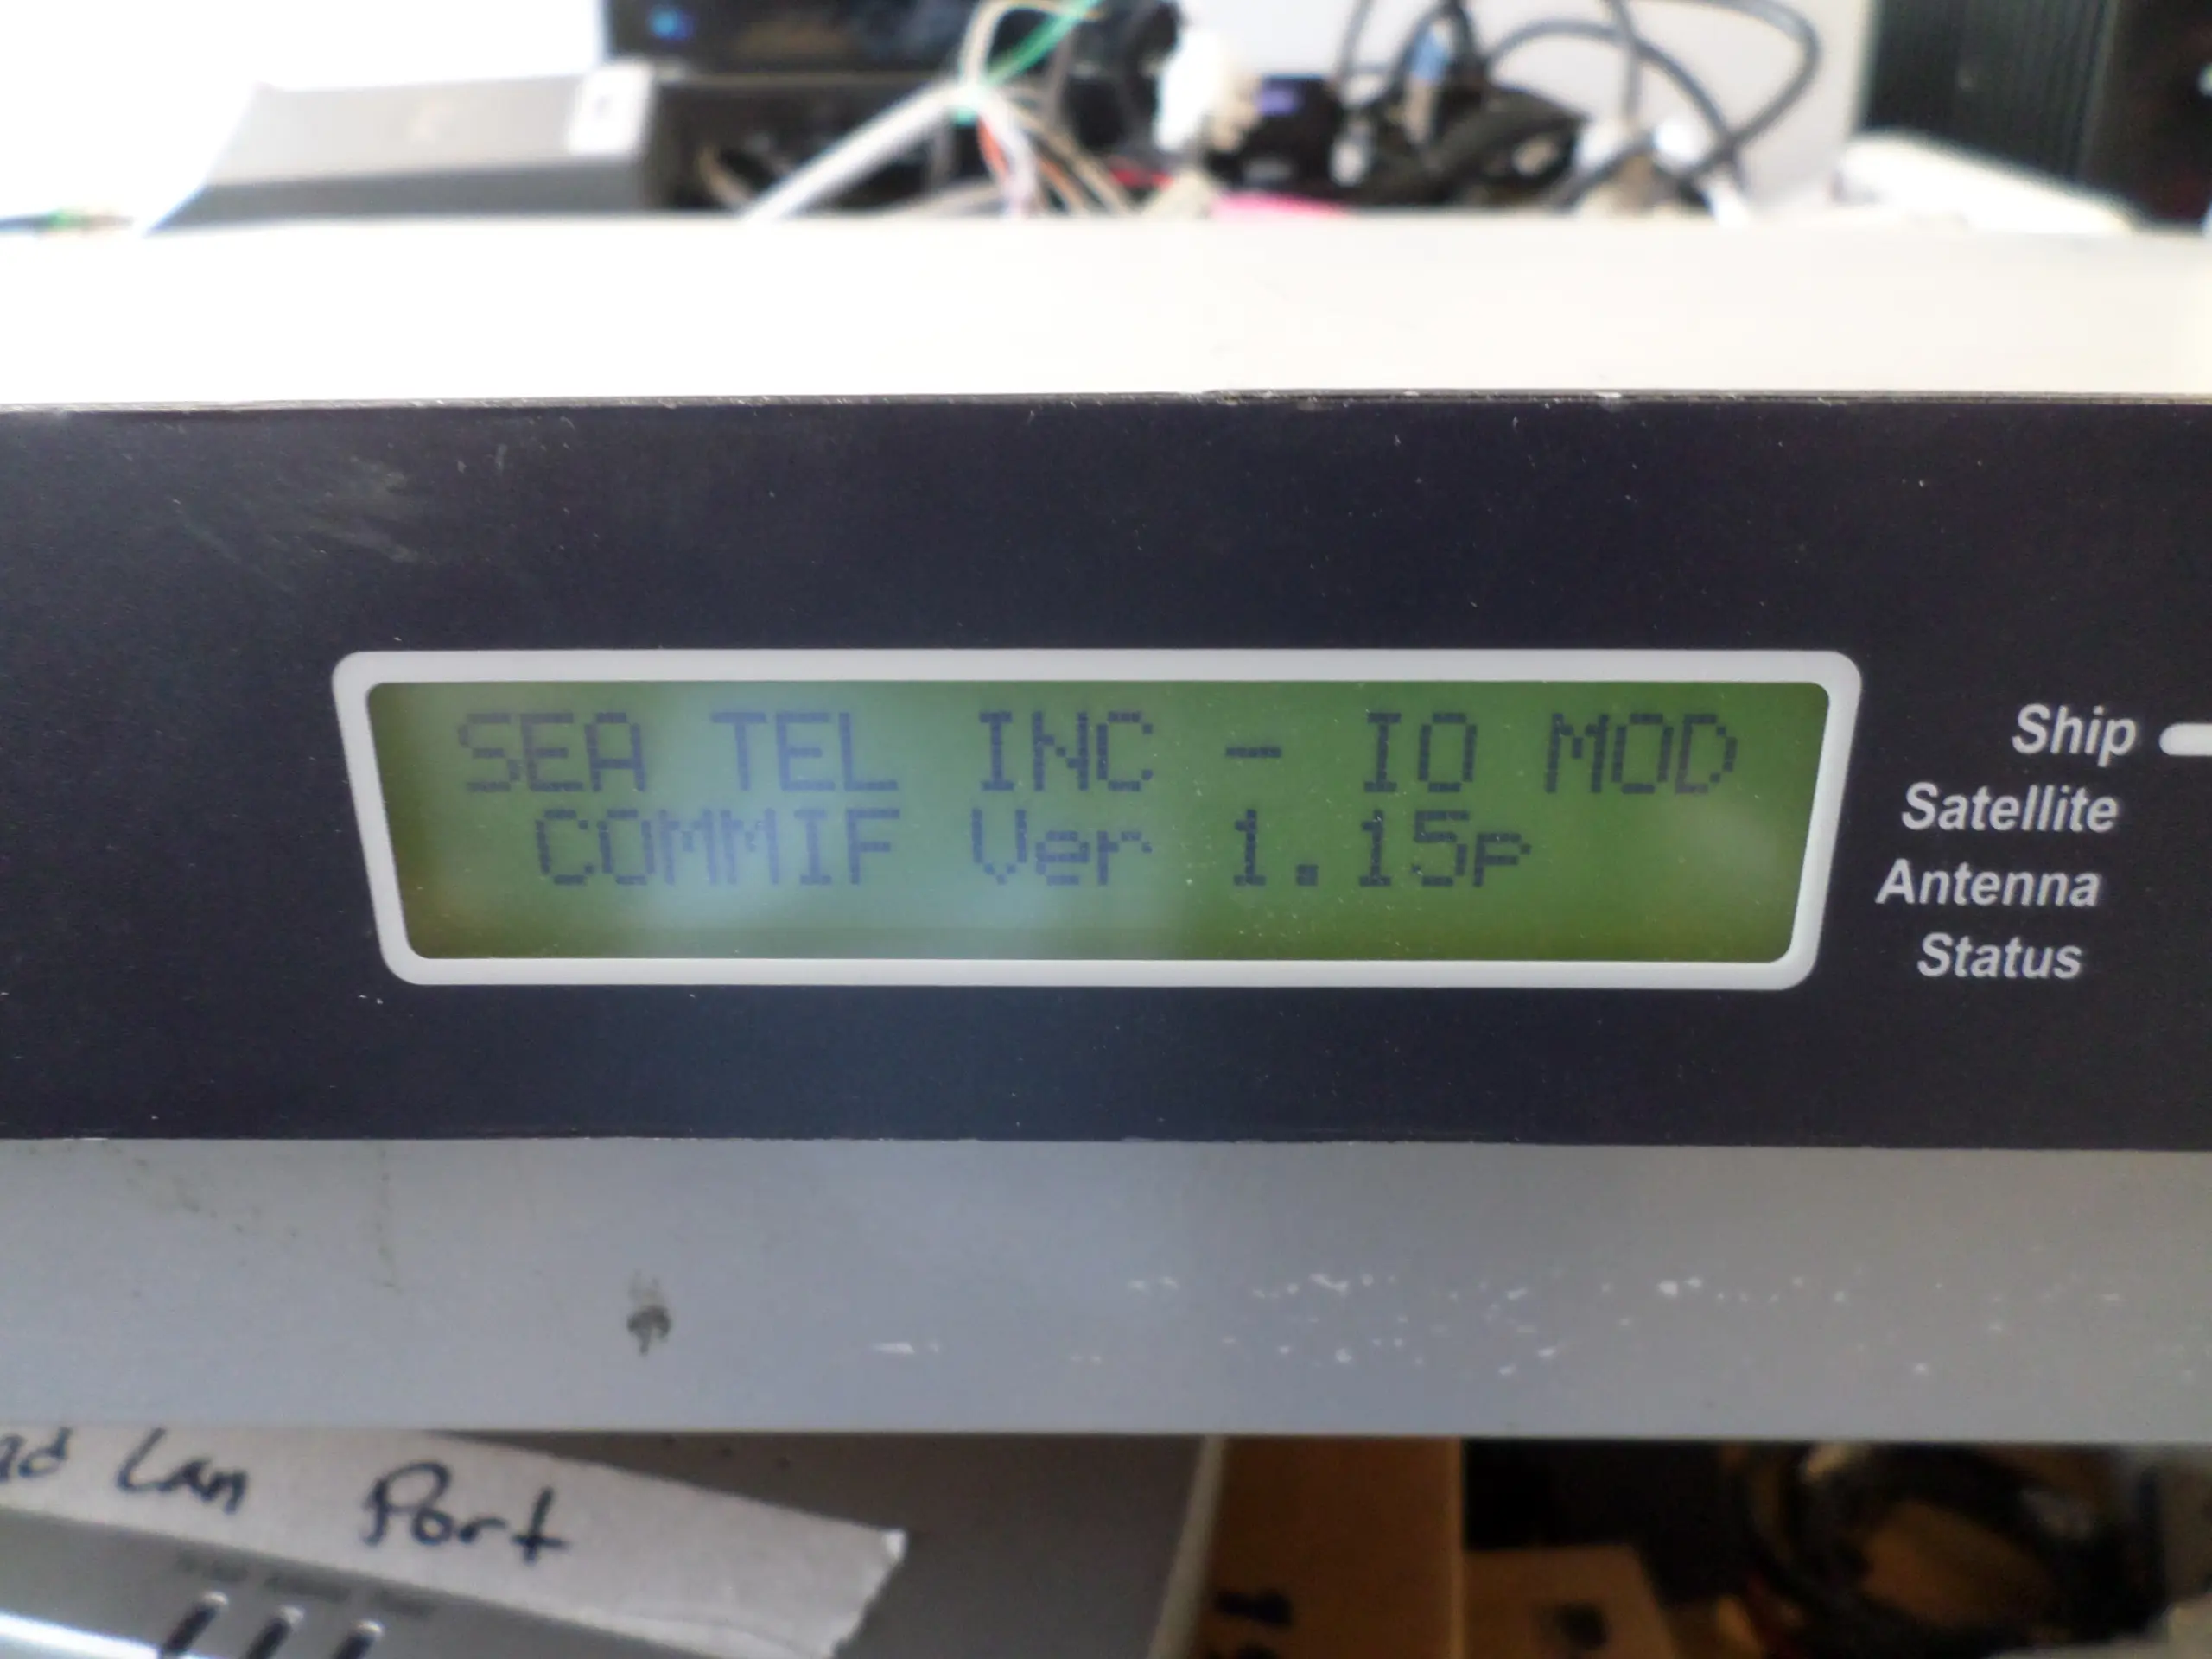 SEA TEL INC - IO MOD
COMMIF Ver 1.15p
Ship
Satellite
Antenna
Status
Lan Port